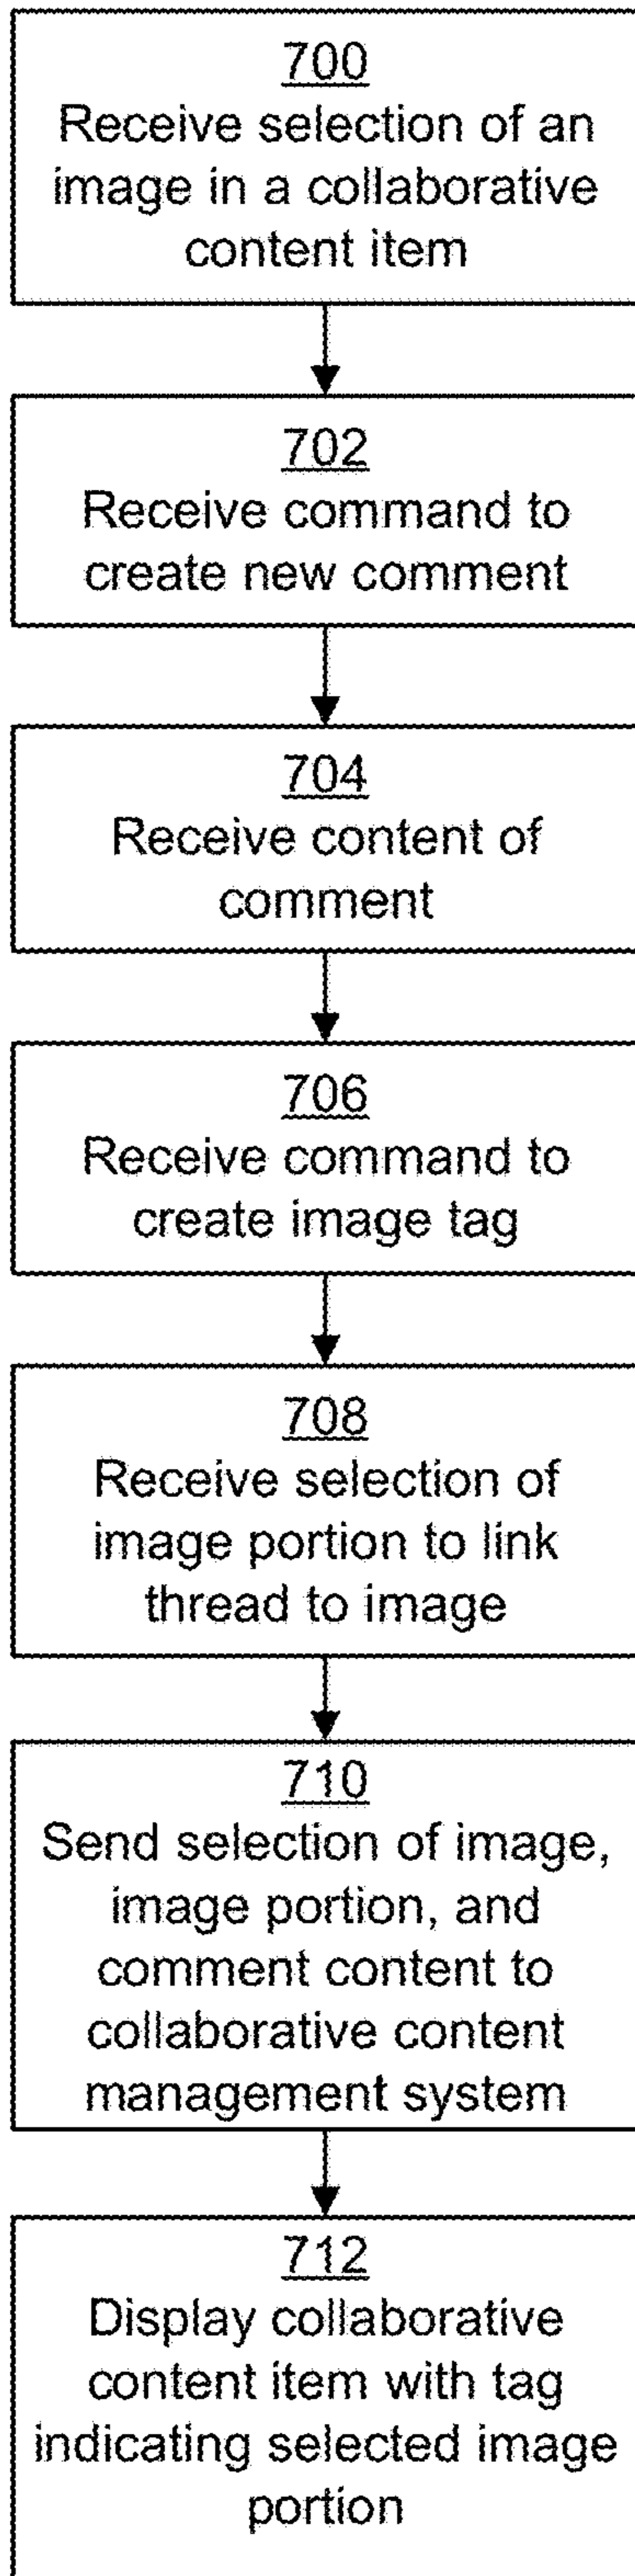 700
Receive selection of an
image in a collaborative
content item
702
Receive command to
create new comment
704
Receive content of
comment
706
Receive command to
create image tag
708
Receive selection of
image portion to link
thread to image
710
Send selection of image,
image portion, and
comment content to
collaborative content
management system
712
Display collaborative
content item with tag
indicating selected image
portion